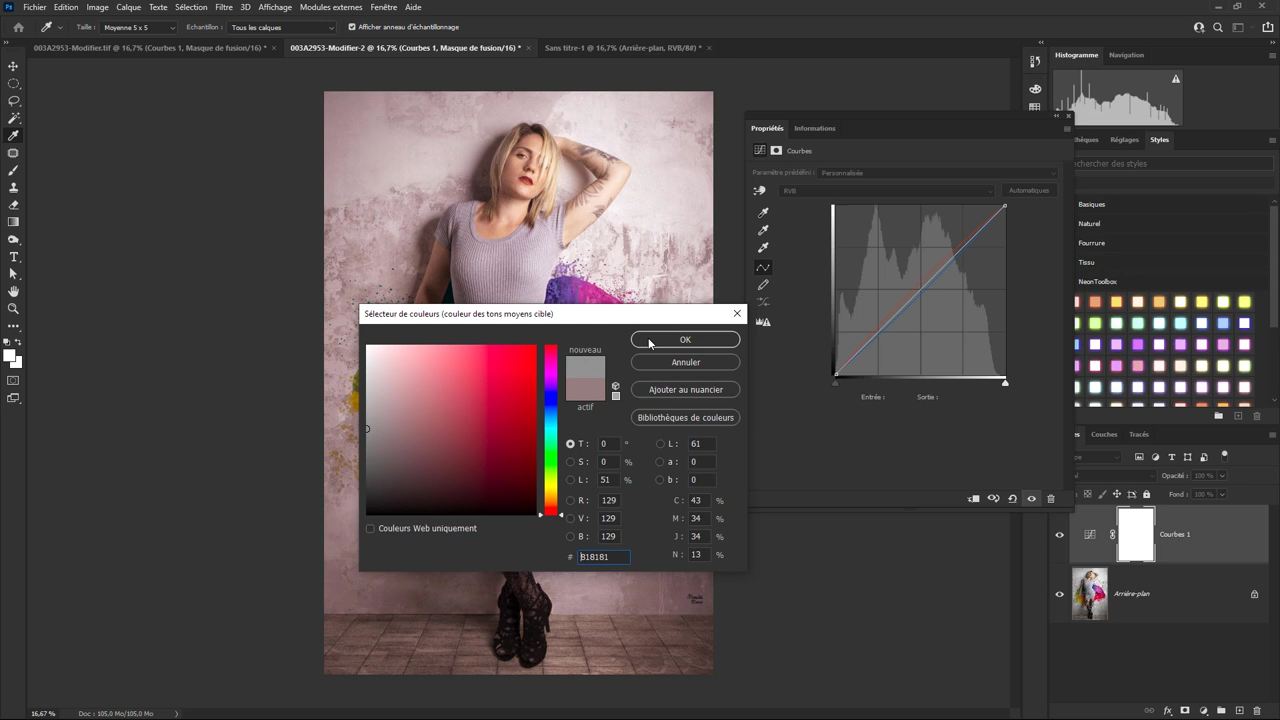 Fichier Edition Image Calque Texte Sélection Filtre 3D Affichage Modules externes Fenêtre Aide
Taille : Moyenne 5 x 5 Echantillon : Tous les calques Afficher anneau d'échantillonnage
003A2953-Modifier.tif @ 16,7% (Courbes 1, Masque de fusion/16) * × 003A2953-Modifier-2 @ 16,7% (Courbes 1, Masque de fusion/16) * × Sans titre-1 @ 16,7% (Arrière-plan, RVB/8#) * ×
Histogramme Navigation
Propriétés Informations
Courbes
Paramètre prédéfini : Personnalisée
RVB Automatiques
Entrée : Sortie :
thèques Réglages Styles
chercher des styles
Basiques
Naturel
Fourrure
Tissu
NeonToolbox
Sélecteur de couleurs (couleur des tons moyens cible)
nouveau
actif
OK
Annuler
Ajouter au nuancier
Bibliothèques de couleurs
T : 0 ° L : 61
S : 0 % a : 0
L : 51 % b : 0
R : 129 C : 43 %
V : 129 M : 34 %
B : 129 J : 34 %
# 818181 N : 13 %
Couleurs Web uniquement
es Couches Tracés
Opacité : 100 %
Fond : 100 %
Courbes 1
Arrière-plan
16,67 % Doc : 105,0 Mo/105,0 Mo